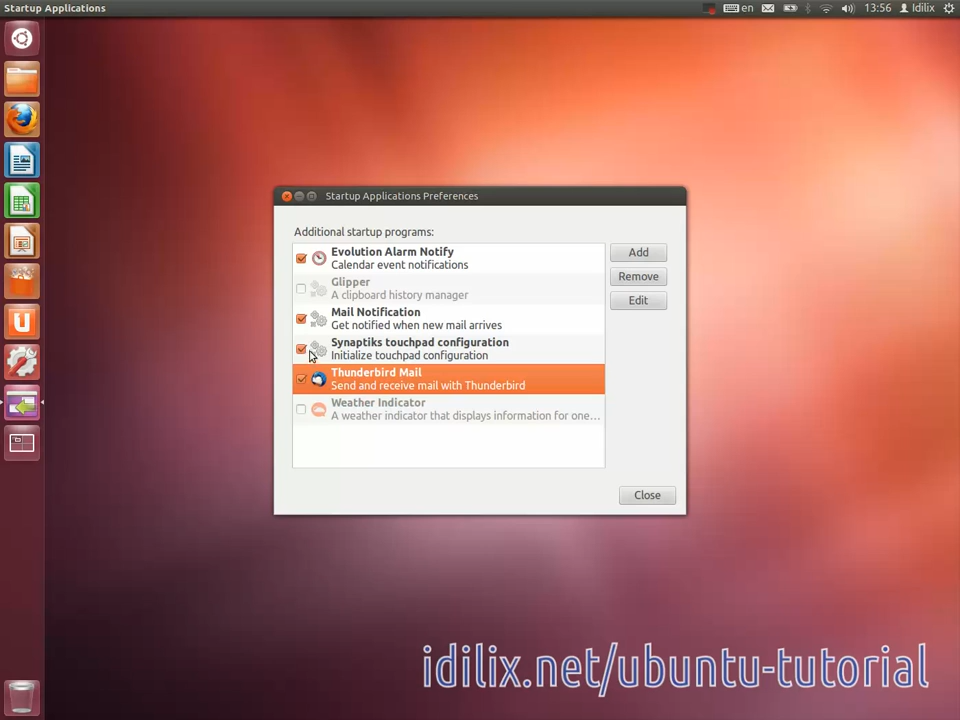 Startup Applications
en
13:56
Idilix
Startup Applications Preferences
Additional startup programs:
Evolution Alarm Notify
Calendar event notifications
Glipper
A clipboard history manager
Mail Notification
Get notified when new mail arrives
Synaptiks touchpad configuration
Initialize touchpad configuration
Thunderbird Mail
Send and receive mail with Thunderbird
Weather Indicator
A weather indicator that displays information for one...
Add
Remove
Edit
Close
idilix.net/ubuntu-tutorial